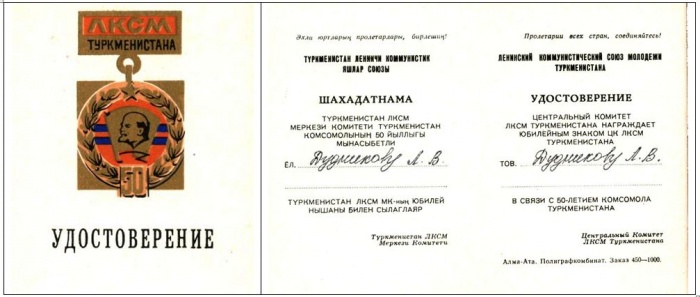 ЛКСМ
ТУРКМЕНИСТАНА
50
УДОСТОВЕРЕНИЕ
Әхли юртларың пролетарлары, бирлешиң!
ТҮРКМЕНИСТАН ЛЕНИНЧИ КОММУНИСТИК
ЯШЛАР СОЮЗЫ
ШАХАДАТНАМА
ТҮРКМЕНИСТАН ЛКСМ
МЕРКЕЗИ КОМИТЕТИ ТҮРКМЕНИСТАН
КОМСОМОЛЫНЫҢ 50 ЙЫЛЛЫГЫ
МЫНАСЫБЕТЛИ
ЁЛ. Дудникову Л. В.
ТҮРКМЕНИСТАН ЛКСМ МК-ның ЮБИЛЕЙ
НЫШАНЫ БИЛЕН СЫЛАГЛАЯР
Түркменистан ЛКСМ
Меркези Комитети
Пролетарии всех стран, соединяйтесь!
ЛЕНИНСКИЙ КОММУНИСТИЧЕСКИЙ СОЮЗ МОЛОДЕЖИ
ТУРКМЕНИСТАНА
УДОСТОВЕРЕНИЕ
ЦЕНТРАЛЬНЫЙ КОМИТЕТ
ЛКСМ ТУРКМЕНИСТАНА НАГРАЖДАЕТ
ЮБИЛЕЙНЫМ ЗНАКОМ ЦК ЛКСМ
ТУРКМЕНИСТАНА
ТОВ. Дудникову Л. В.
В СВЯЗИ С 50-ЛЕТИЕМ КОМСОМОЛА
ТУРКМЕНИСТАНА
Центральный Комитет
ЛКСМ Туркменистана
Алма-Ата. Полиграфкомбинат. Заказ 450—1000.